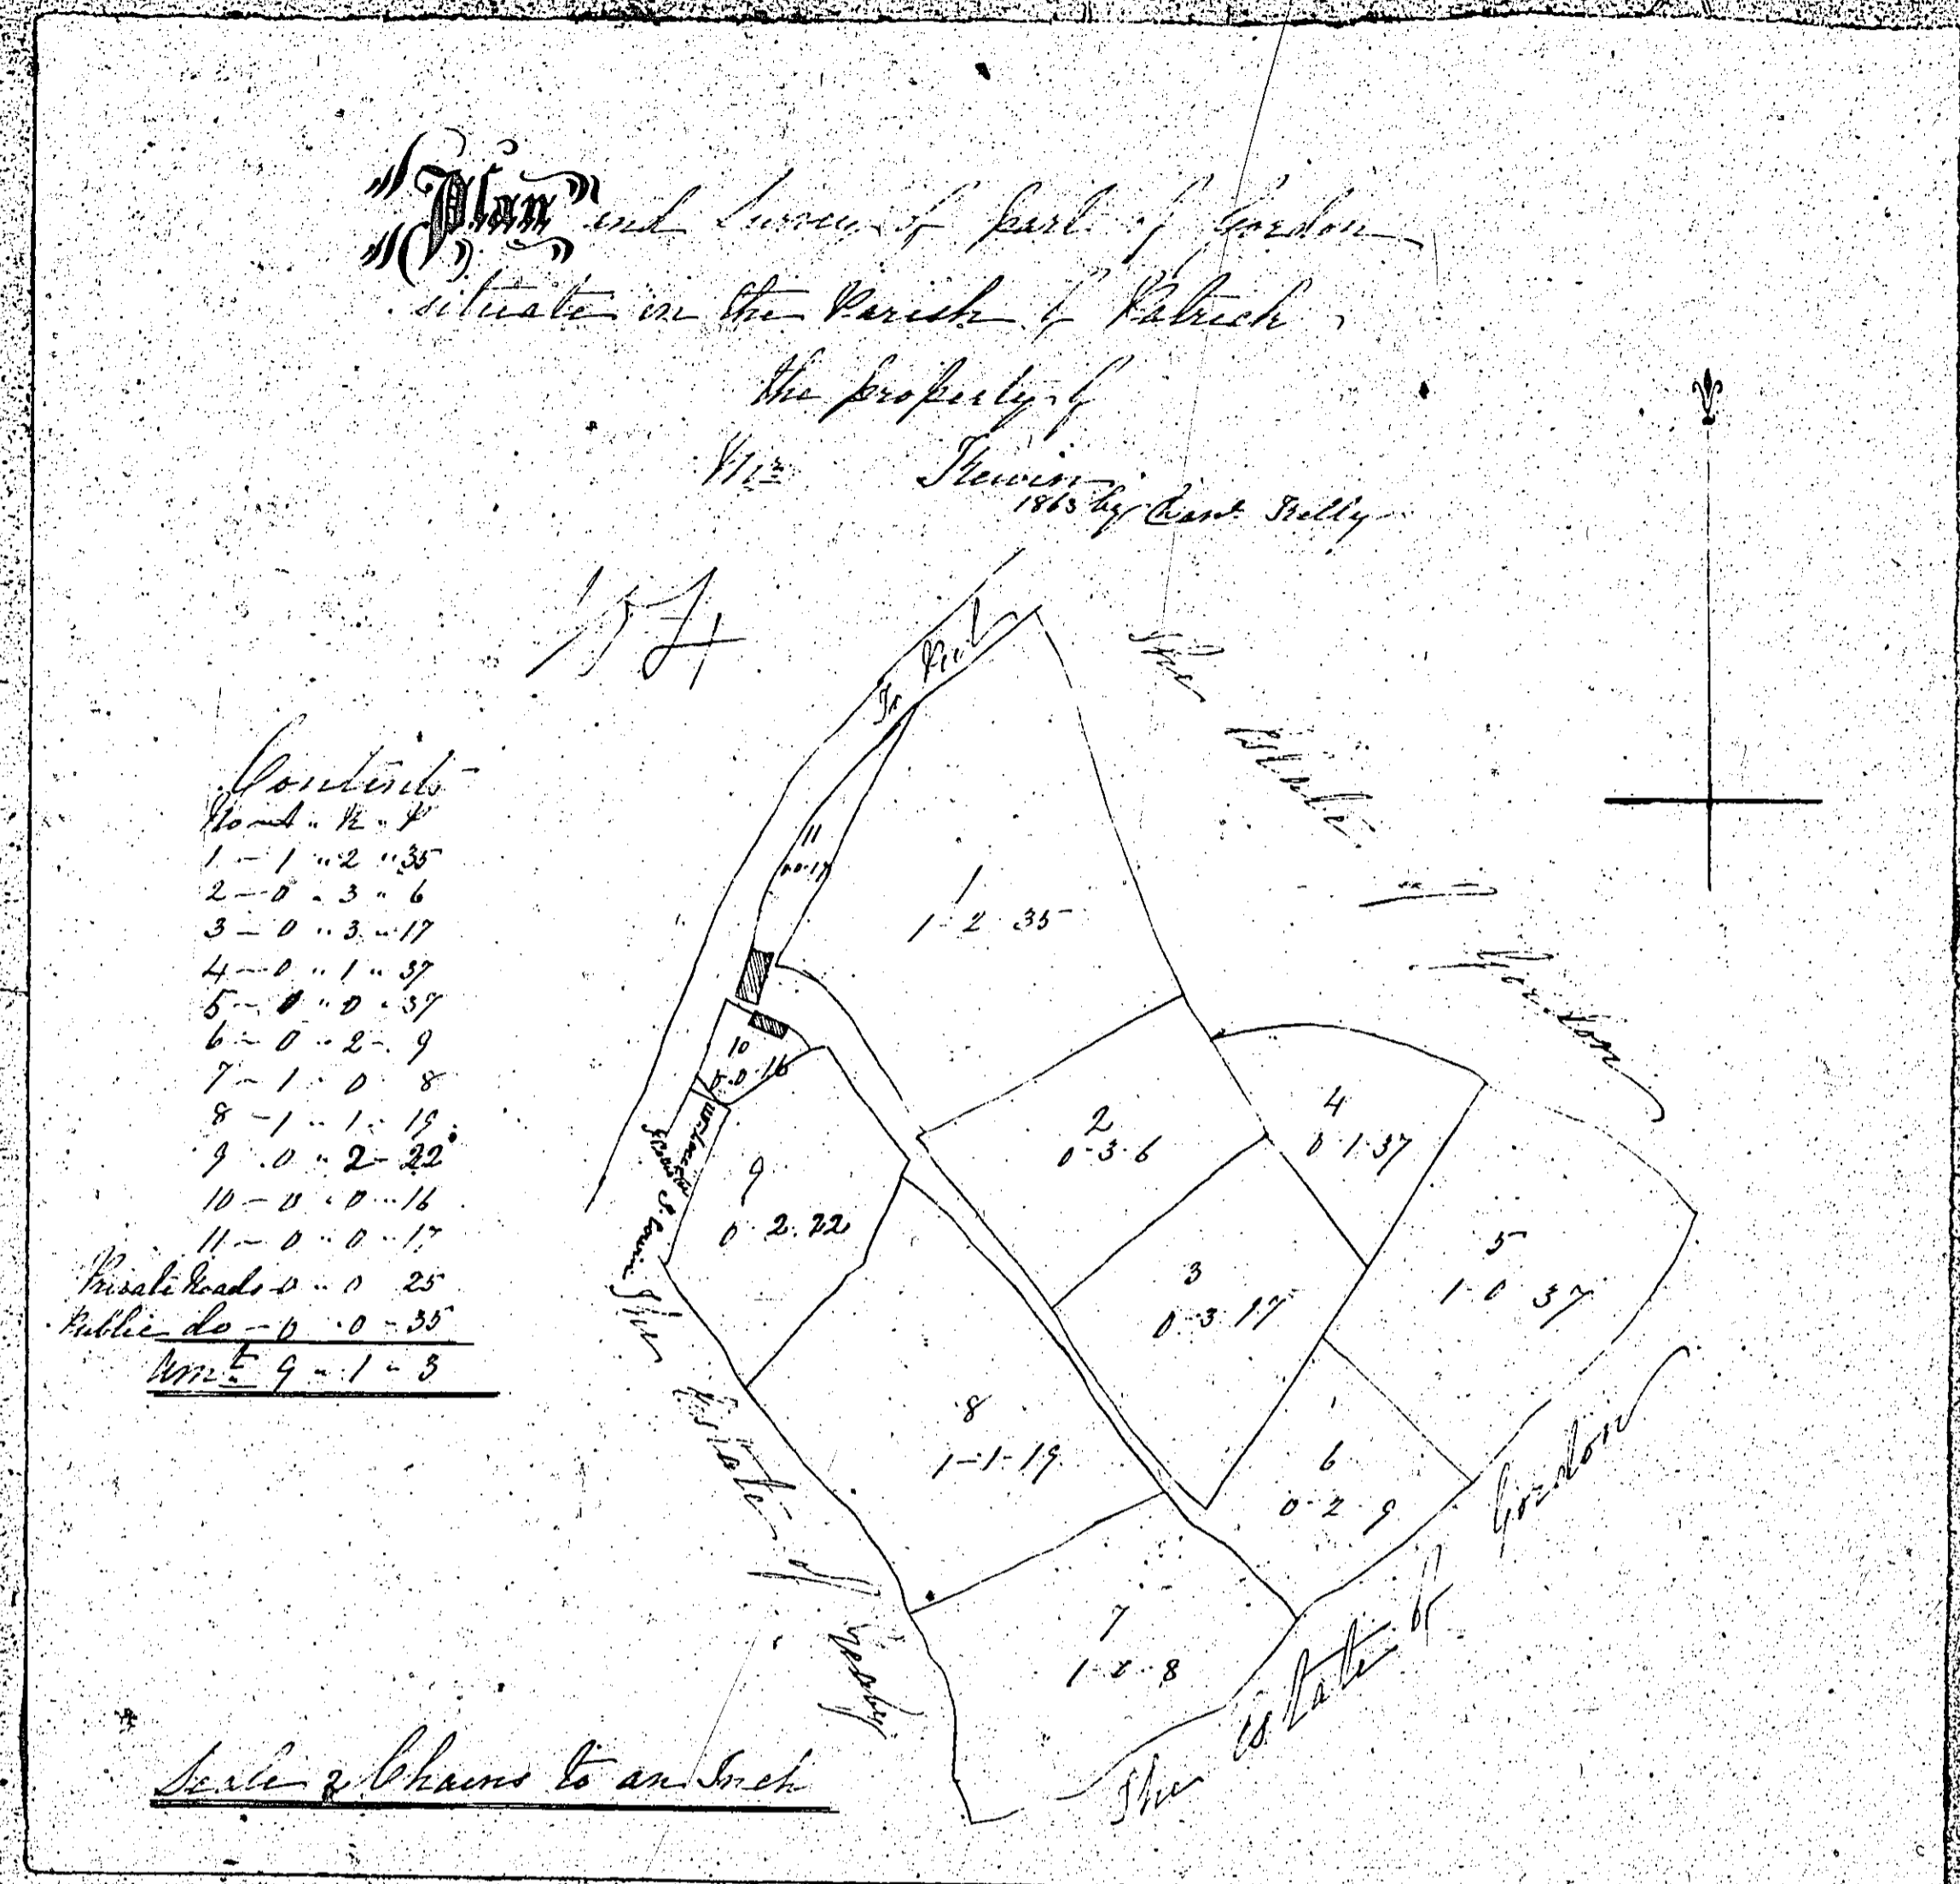 "Plan" and Survey of part of Gordon
situate in the Parish of Patrick
the property of
Mr Kewin
1863 by Kelly
154
Contents
No A " R " P
1 - 1 " 2 " 35
2 - 0 " 3 " 6
3 - 0 " 3 " 17
4 - 0 " 1 " 37
5 - 1 " 0 " 37
6 - 0 " 2 - 9
7 - 1 " 0 8
8 - 1 " 1 " 19
9 0 " 2 - 22
10 - 0 " 0 " 16
11 - 0 " 0 " 17
Private Roads 0 " 0 25
Public do - 0 " 0 - 35
Amt 9 " 1 " 3
Scale 2 Chains to an Inch
To Peel
11
0-0-17
1
1-2-35
2
0-3-6
3
0-3-17
4
0-1-37
5
1-0-37
6
0-2-9
7
1-0-8
8
1-1-19
9
0-2-22
10
0-0-16
The Estate of Gordon
The Estate of
The Estate of Gordon